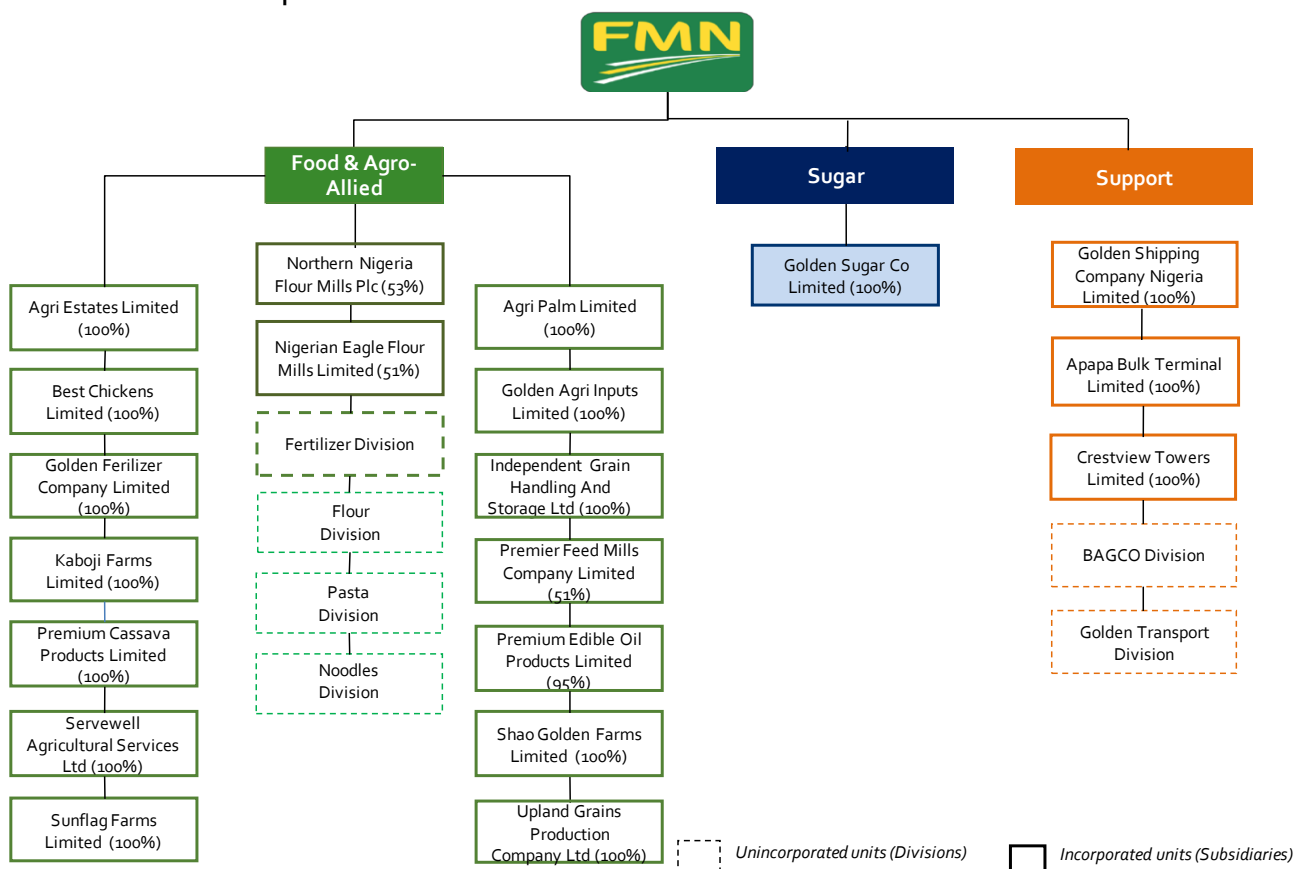 FMN
Food & Agro-
Allied
Sugar
Support
Agri Estates Limited
(100%)
Best Chickens
Limited (100%)
Golden Ferilizer
Company Limited
(100%)
Kaboji Farms
Limited (100%)
Premium Cassava
Products Limited
(100%)
Servewell
Agricultural Services
Ltd (100%)
Sunflag Farms
Limited (100%)
Northern Nigeria
Flour Mills Plc (53%)
Nigerian Eagle Flour
Mills Limited (51%)
Fertilizer Division
Flour
Division
Pasta
Division
Noodles
Division
Agri Palm Limited
(100%)
Golden Agri Inputs
Limited (100%)
Independent Grain
Handling And
Storage Ltd (100%)
Premier Feed Mills
Company Limited
(51%)
Premium Edible Oil
Products Limited
(95%)
Shao Golden Farms
Limited (100%)
Upland Grains
Production
Company Ltd (100%)
Golden Sugar Co
Limited (100%)
Golden Shipping
Company Nigeria
Limited (100%)
Apapa Bulk Terminal
Limited (100%)
Crestview Towers
Limited (100%)
BAGCO Division
Golden Transport
Division
Unincorporated units (Divisions)
Incorporated units (Subsidiaries)